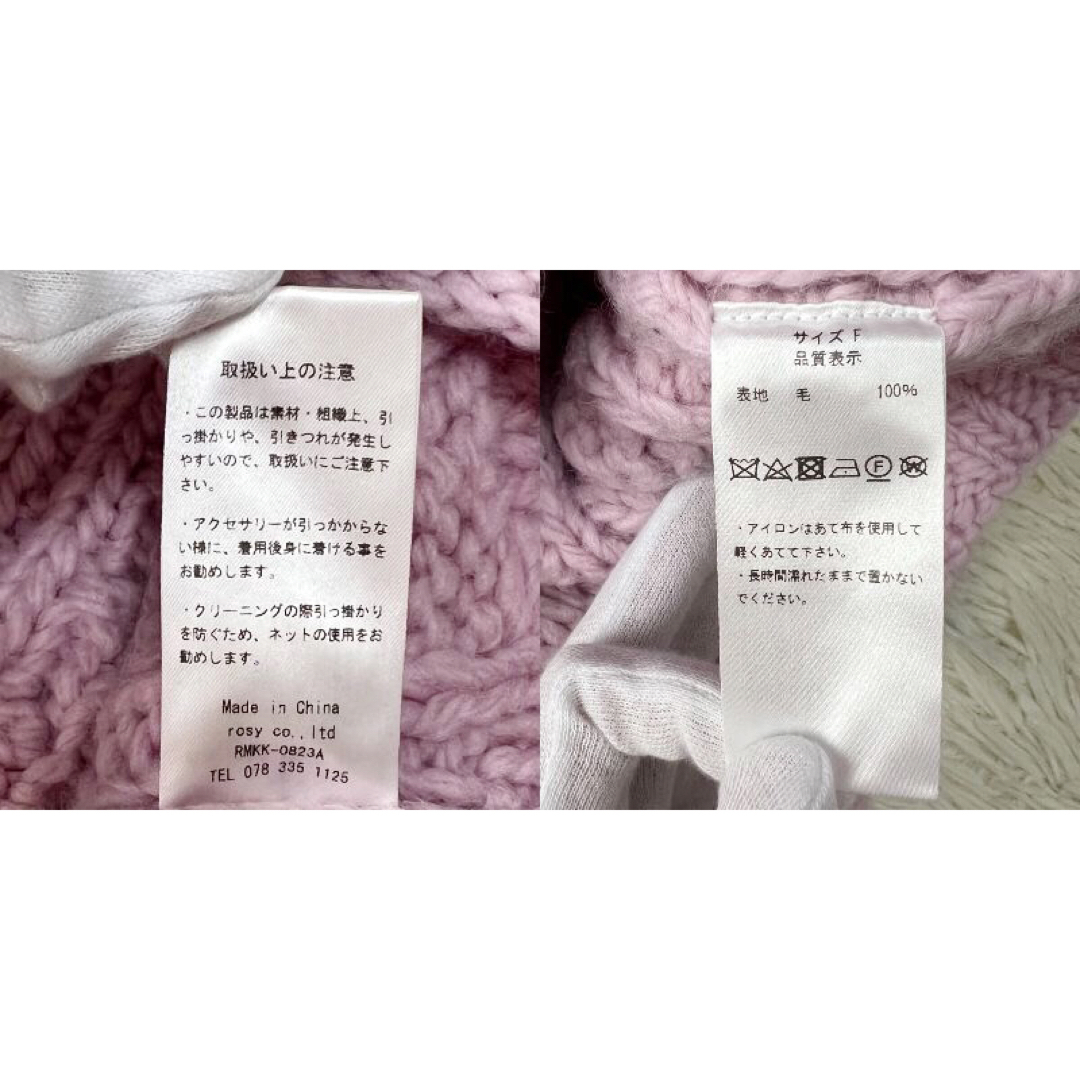 取扱い上の注意
・この製品は素材・組織上、引
っ掛かりや、引きつれが発生し
やすいので、取扱いにご注意下
さい。
・アクセサリーが引っかからな
い様に、着用後身に着ける事を
お勧めします。
・クリーニングの際引っ掛かり
を防ぐため、ネットの使用をお
勧めします。
Made in China
rosy co.,ltd
RMKK-0823A
TEL 078 335 1125
サイズ F
品質表示
表地 毛 100%
F W
・アイロンはあて布を使用して
軽くあてて下さい。
・長時間濡れたままで置かない
でください。